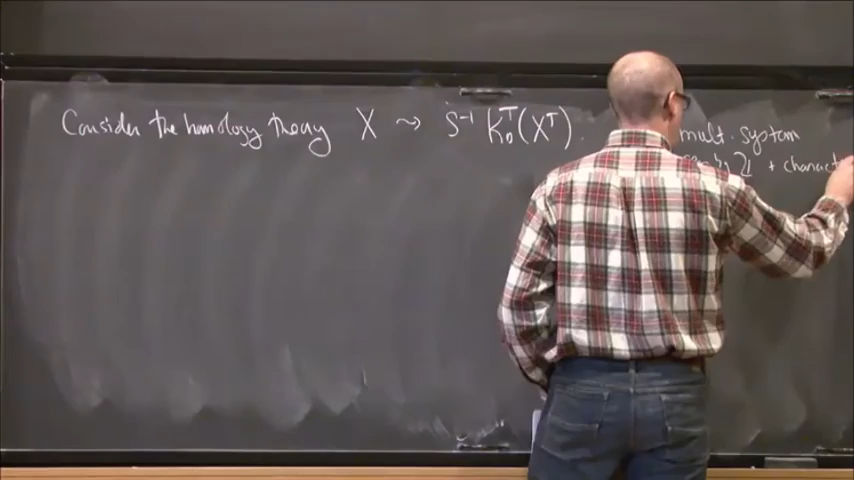 Consider the homology theory X ⇝ S⁻¹ K₀ᵀ(Xᵀ). mult. system
+ charact